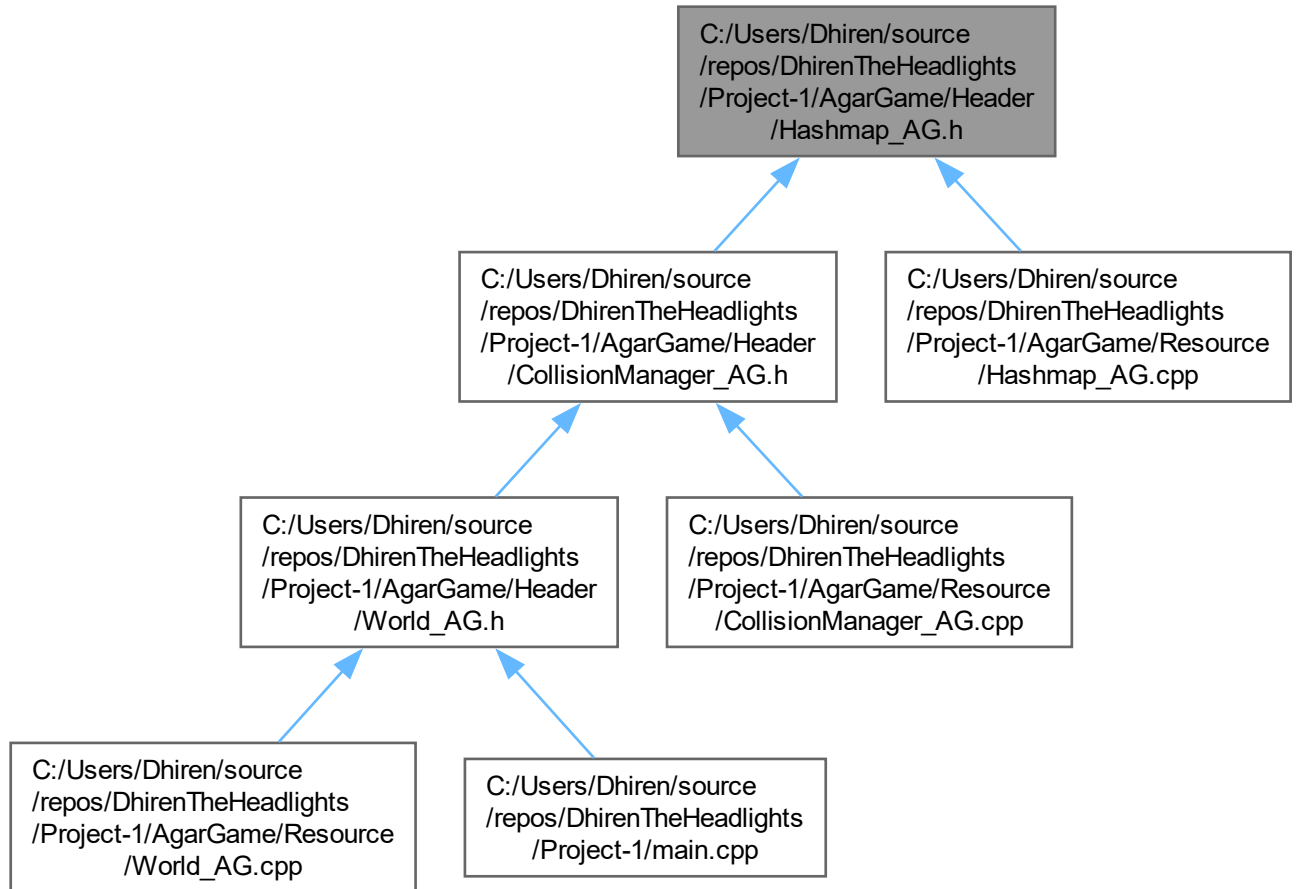 C:/Users/Dhiren/source
/repos/DhirenTheHeadlights
/Project-1/AgarGame/Header
/Hashmap_AG.h
C:/Users/Dhiren/source
/repos/DhirenTheHeadlights
/Project-1/AgarGame/Header
/CollisionManager_AG.h
C:/Users/Dhiren/source
/repos/DhirenTheHeadlights
/Project-1/AgarGame/Resource
/Hashmap_AG.cpp
C:/Users/Dhiren/source
/repos/DhirenTheHeadlights
/Project-1/AgarGame/Header
/World_AG.h
C:/Users/Dhiren/source
/repos/DhirenTheHeadlights
/Project-1/AgarGame/Resource
/CollisionManager_AG.cpp
C:/Users/Dhiren/source
/repos/DhirenTheHeadlights
/Project-1/AgarGame/Resource
/World_AG.cpp
C:/Users/Dhiren/source
/repos/DhirenTheHeadlights
/Project-1/main.cpp